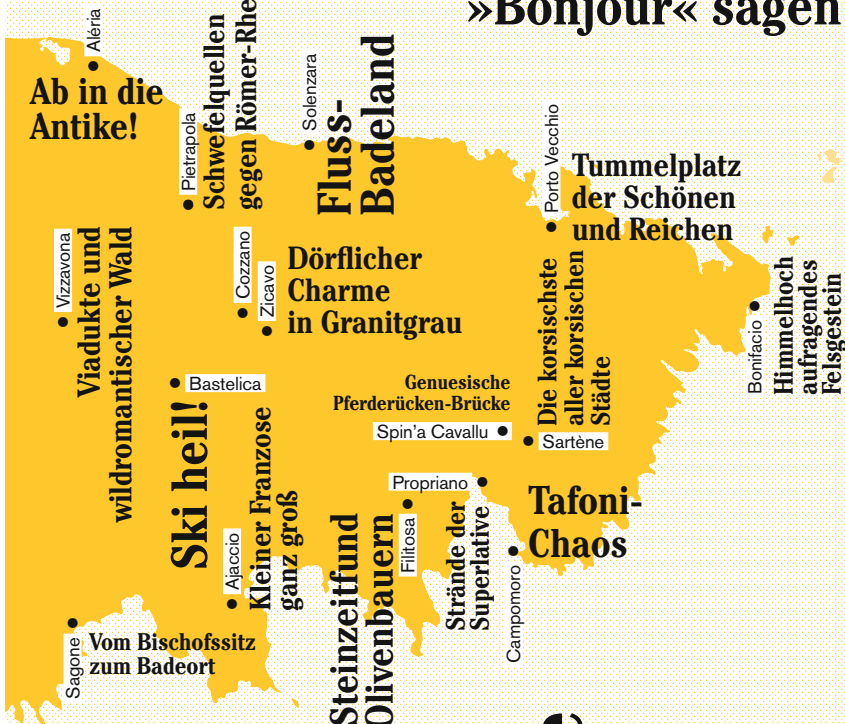 »Bonjour« sagen
Aléria
Ab in die
Antike!
Pietrapola
Schwefelquellen
gegen Römer-Rhe
Solenzara
Fluss-
Badeland
Porto Vecchio
Tummelplatz
der Schönen
und Reichen
Vizzavona
Viadukte und
wildromantischer Wald
Cozzano
Zicavo
Dörflicher
Charme
in Granitgrau
Die korsischste
aller korsischen
Städte
Bonifacio
Himmelhoch
aufragendes
Felsgestein
Bastelica
Ski heil!
Genuesische
Pferderücken-Brücke
Spin'a Cavallu
Sartène
Ajaccio
Kleiner Franzose
ganz groß
Propriano
Filitosa
Steinzeitfund
Olivenbauern
Strände der
Superlative
Tafoni-
Chaos
Campomoro
Sagone
Vom Bischofssitz
zum Badeort